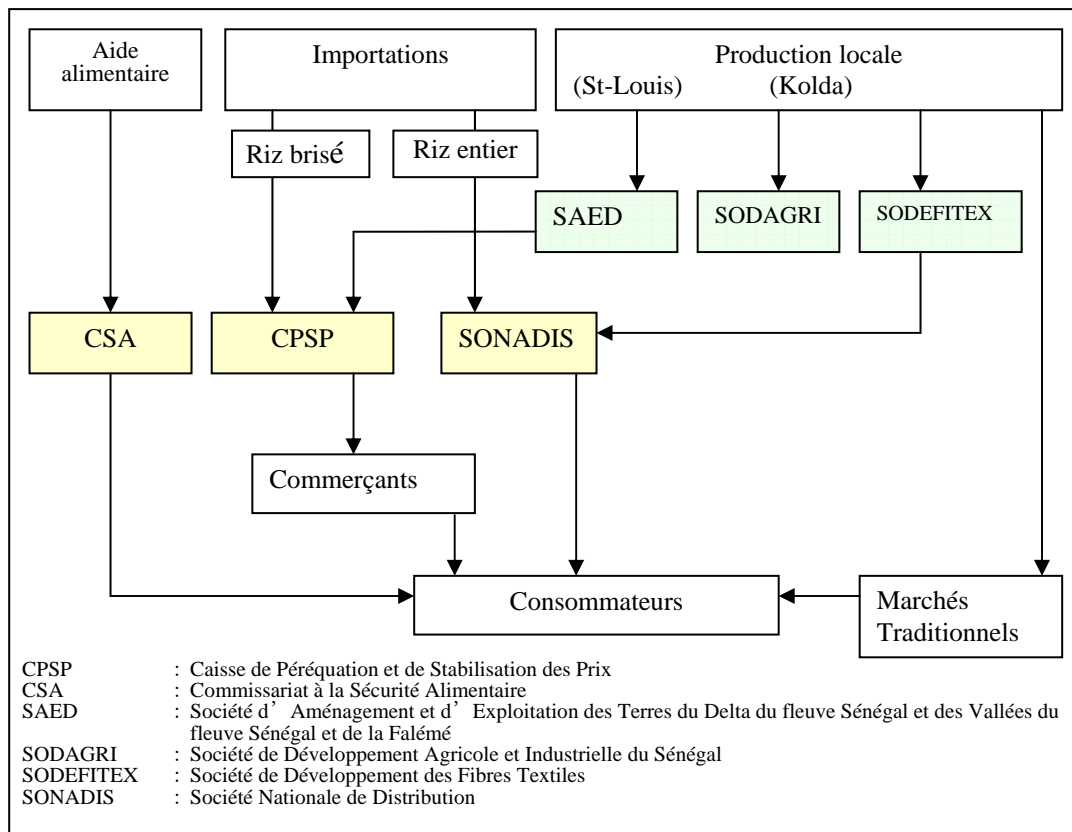 Aide
alimentaire
Importations
Production locale
(St-Louis) (Kolda)
Riz brisé
Riz entier
SAED
SODAGRI
SODEFITEX
CSA
CPSP
SONADIS
Commerçants
Consommateurs
Marchés
Traditionnels
CPSP : Caisse de Péréquation et de Stabilisation des Prix
CSA : Commissariat à la Sécurité Alimentaire
SAED : Société d’Aménagement et d’Exploitation des Terres du Delta du fleuve Sénégal et des Vallées du
fleuve Sénégal et de la Falémé
SODAGRI : Société de Développement Agricole et Industrielle du Sénégal
SODEFITEX : Société de Développement des Fibres Textiles
SONADIS : Société Nationale de Distribution